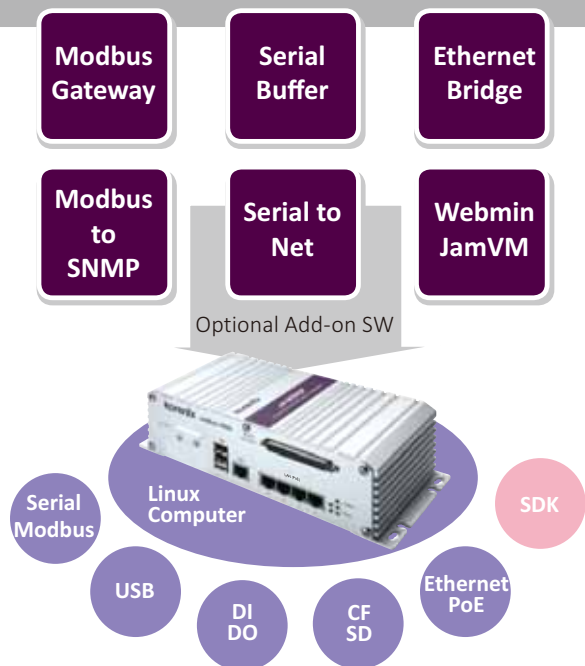 Modbus
Gateway
Serial
Buffer
Ethernet
Bridge
Modbus
to
SNMP
Serial to
Net
Webmin
JamVM
Optional Add-on SW
korenix
Linux
Computer
Serial
Modbus
USB
DI
DO
CF
SD
Ethernet
PoE
SDK